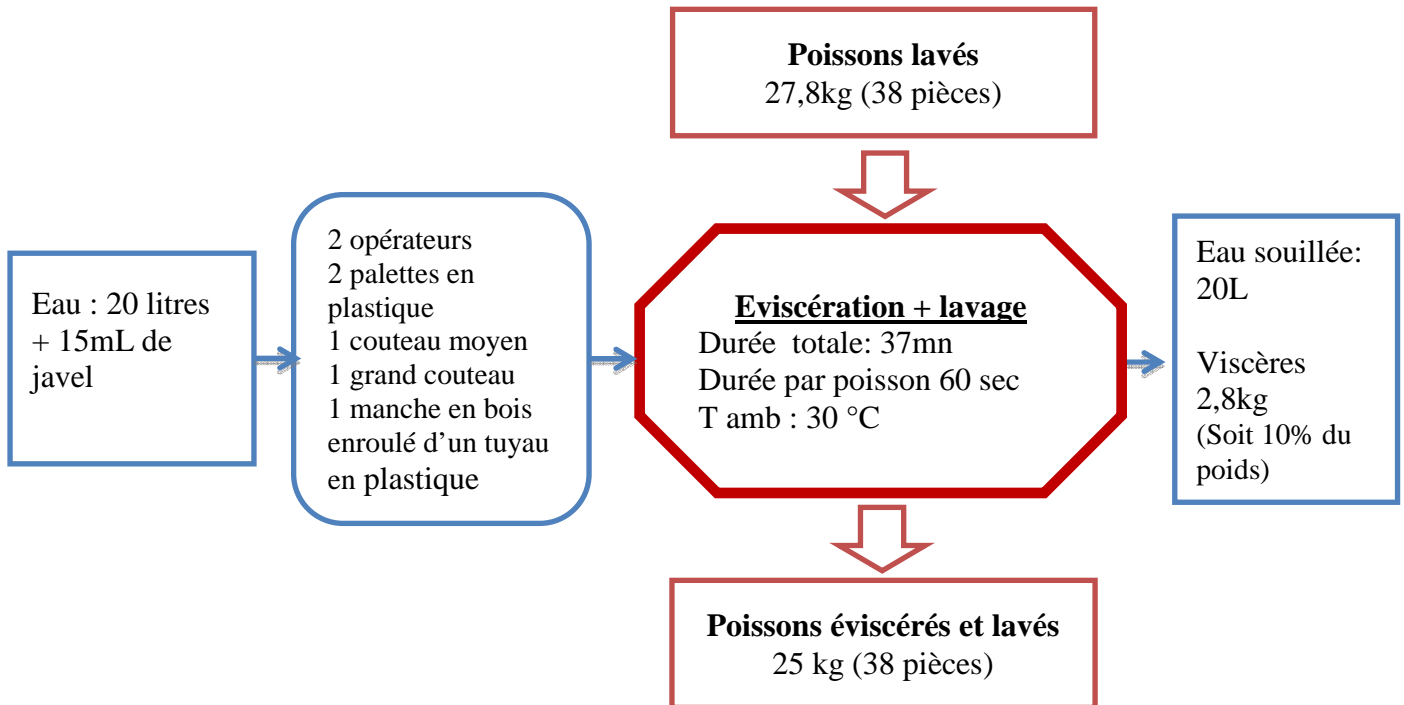 Poissons lavés
27,8kg (38 pièces)
Eau : 20 litres
+ 15mL de
javel
2 opérateurs
2 palettes en
plastique
1 couteau moyen
1 grand couteau
1 manche en bois
enroulé d’un tuyau
en plastique
Eviscération + lavage
Durée totale: 37mn
Durée par poisson 60 sec
T amb : 30 °C
Eau souillée:
20L
Viscères
2,8kg
(Soit 10% du
poids)
Poissons éviscérés et lavés
25 kg (38 pièces)